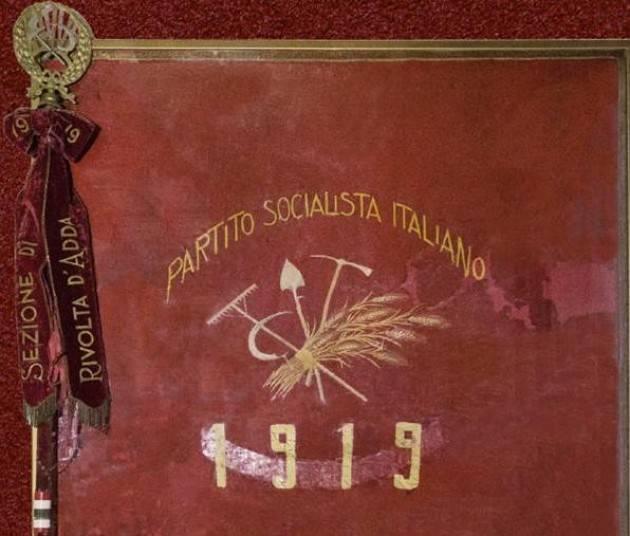 19 19
SEZIONE DI
RIVOLTA D'ADDA
PARTITO SOCIALISTA ITALIANO
1919